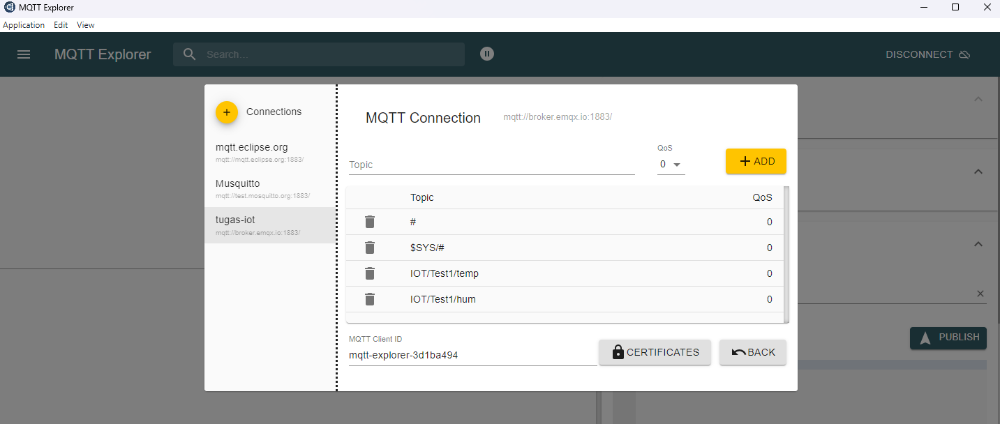 MQTT Explorer
Application Edit View
MQTT Explorer Search... DISCONNECT
Connections
mqtt.eclipse.org
mqtt://mqtt.eclipse.org:1883/
Musquitto
mqtt://test.mosquitto.org:1883/
tugas-iot
mqtt://broker.emqx.io:1883/
MQTT Connection mqtt://broker.emqx.io:1883/
QoS
Topic 0 + ADD
Topic QoS
# 0
$SYS/# 0
IOT/Test1/temp 0
IOT/Test1/hum 0
MQTT Client ID
mqtt-explorer-3d1ba494 CERTIFICATES BACK
PUBLISH